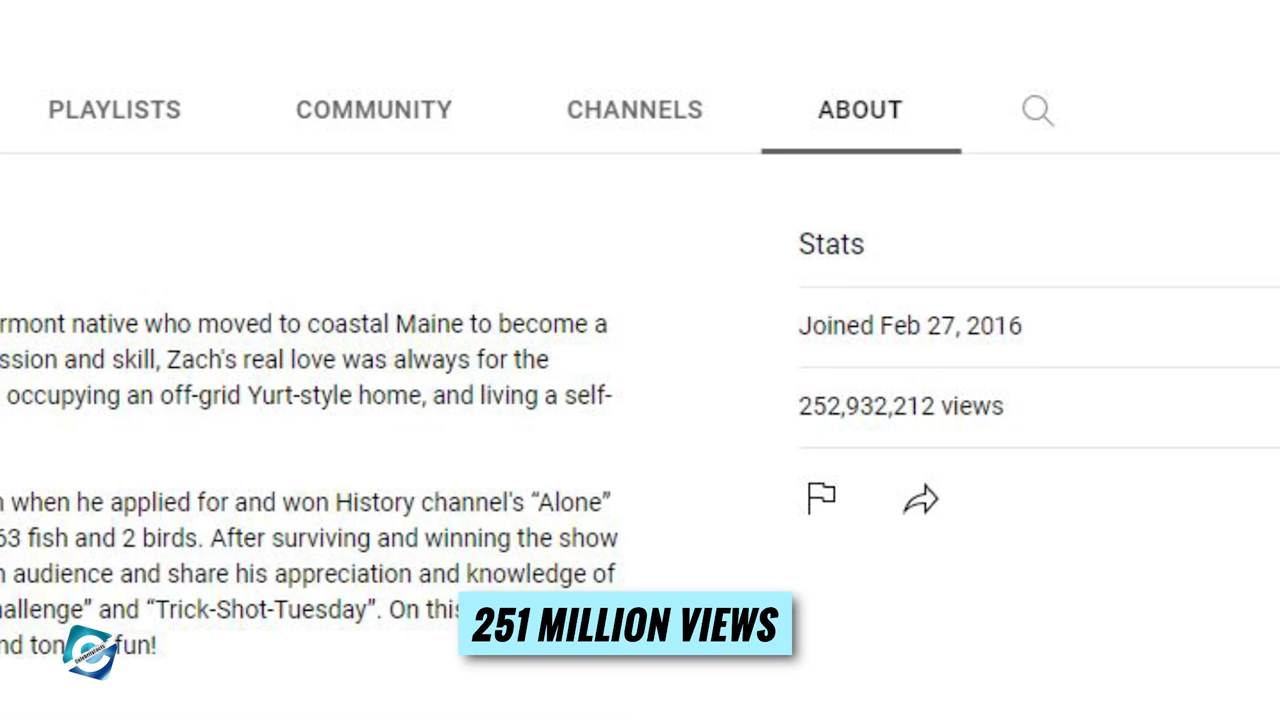 PLAYLISTS COMMUNITY CHANNELS ABOUT
Stats
Joined Feb 27, 2016
252,932,212 views
rmont native who moved to coastal Maine to become a
ssion and skill, Zach's real love was always for the
occupying an off-grid Yurt-style home, and living a self-
n when he applied for and won History channel's “Alone”
63 fish and 2 birds. After surviving and winning the show
n audience and share his appreciation and knowledge of
hallenge” and “Trick-Shot-Tuesday”. On this
nd ton fun!
251 MILLION VIEWS